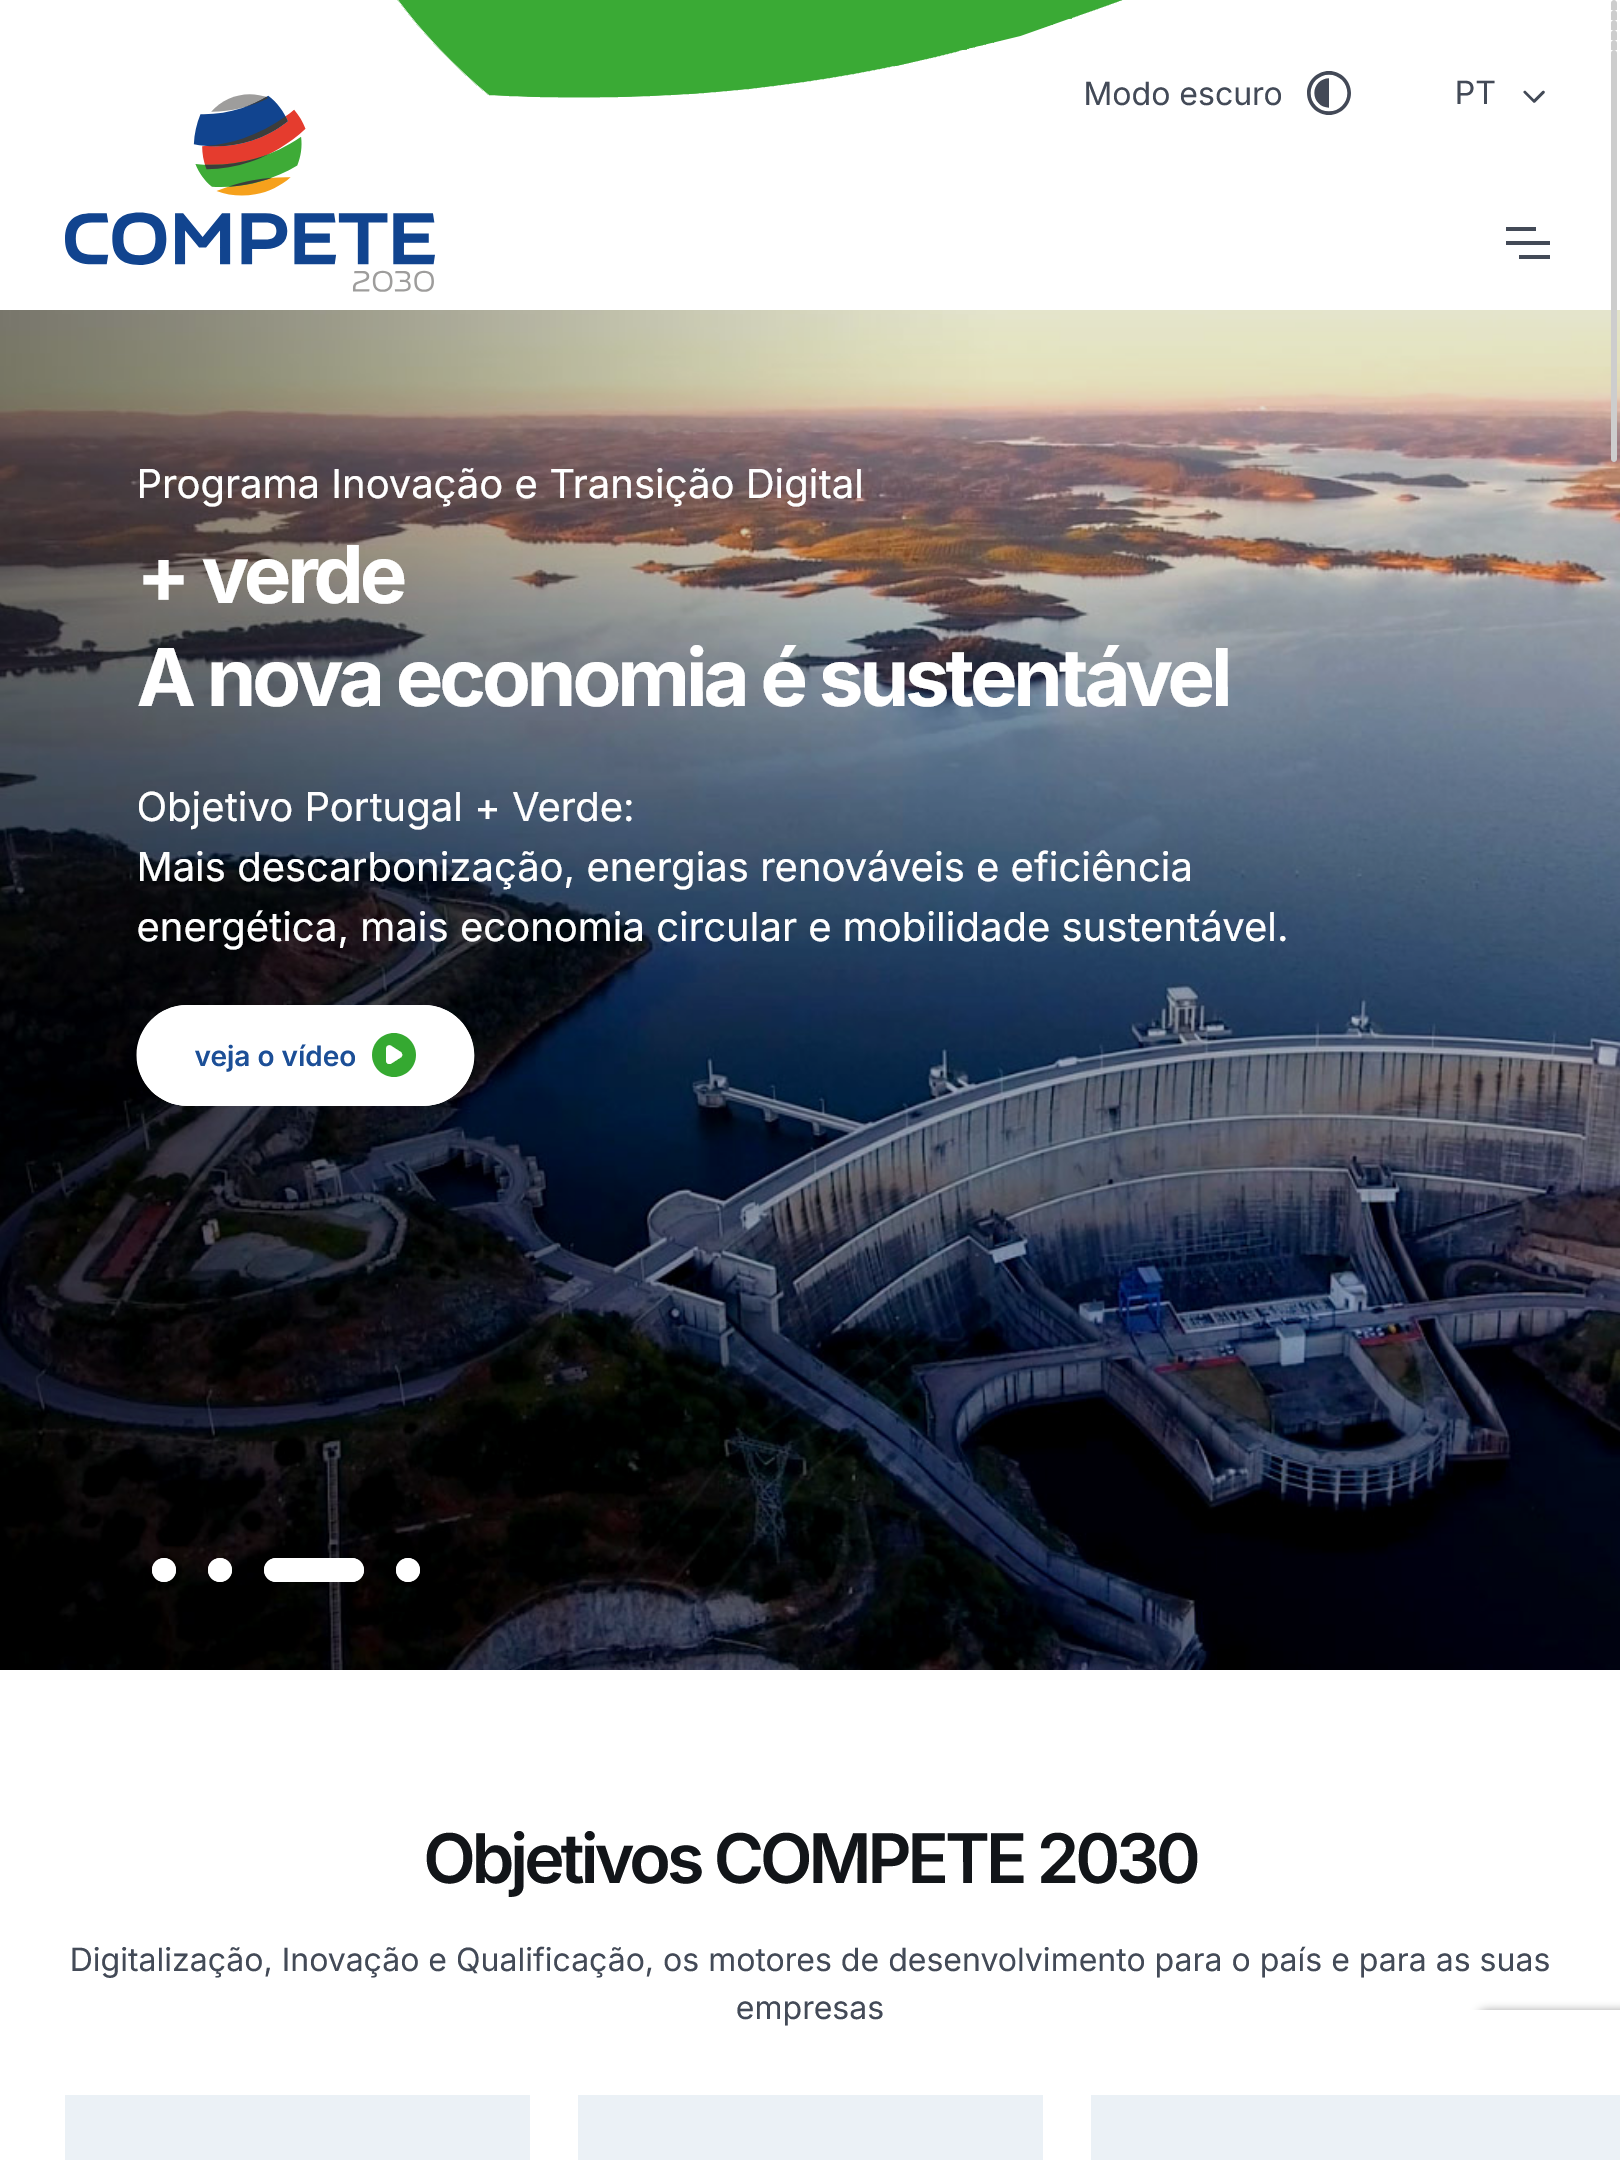 Modo escuro
PT
COMPETE
2030
Programa Inovação e Transição Digital
+ verde
A nova economia é sustentável
Objetivo Portugal + Verde:
Mais descarbonização, energias renováveis e eficiência
energética, mais economia circular e mobilidade sustentável.
veja o vídeo
Objetivos COMPETE 2030
Digitalização, Inovação e Qualificação, os motores de desenvolvimento para o país e para as suas
empresas